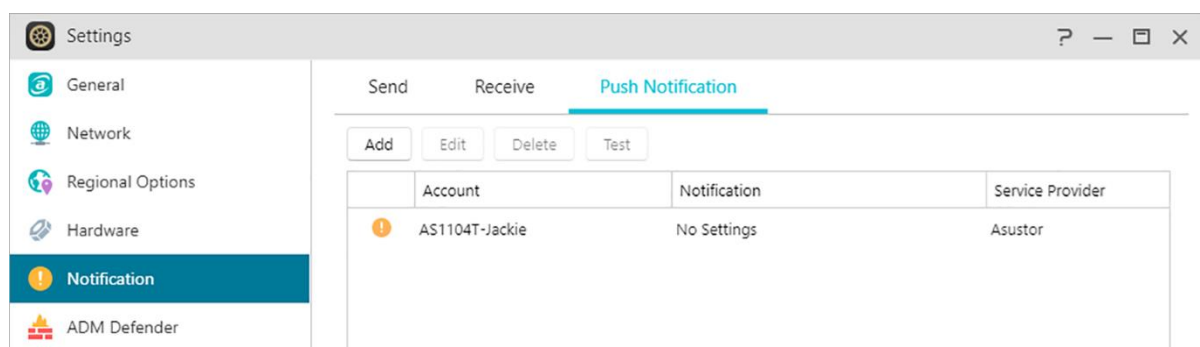 Settings
General
Network
Regional Options
Hardware
Notification
ADM Defender
Send Receive Push Notification
Add Edit Delete Test
Account Notification Service Provider
AS1104T-Jackie No Settings Asustor